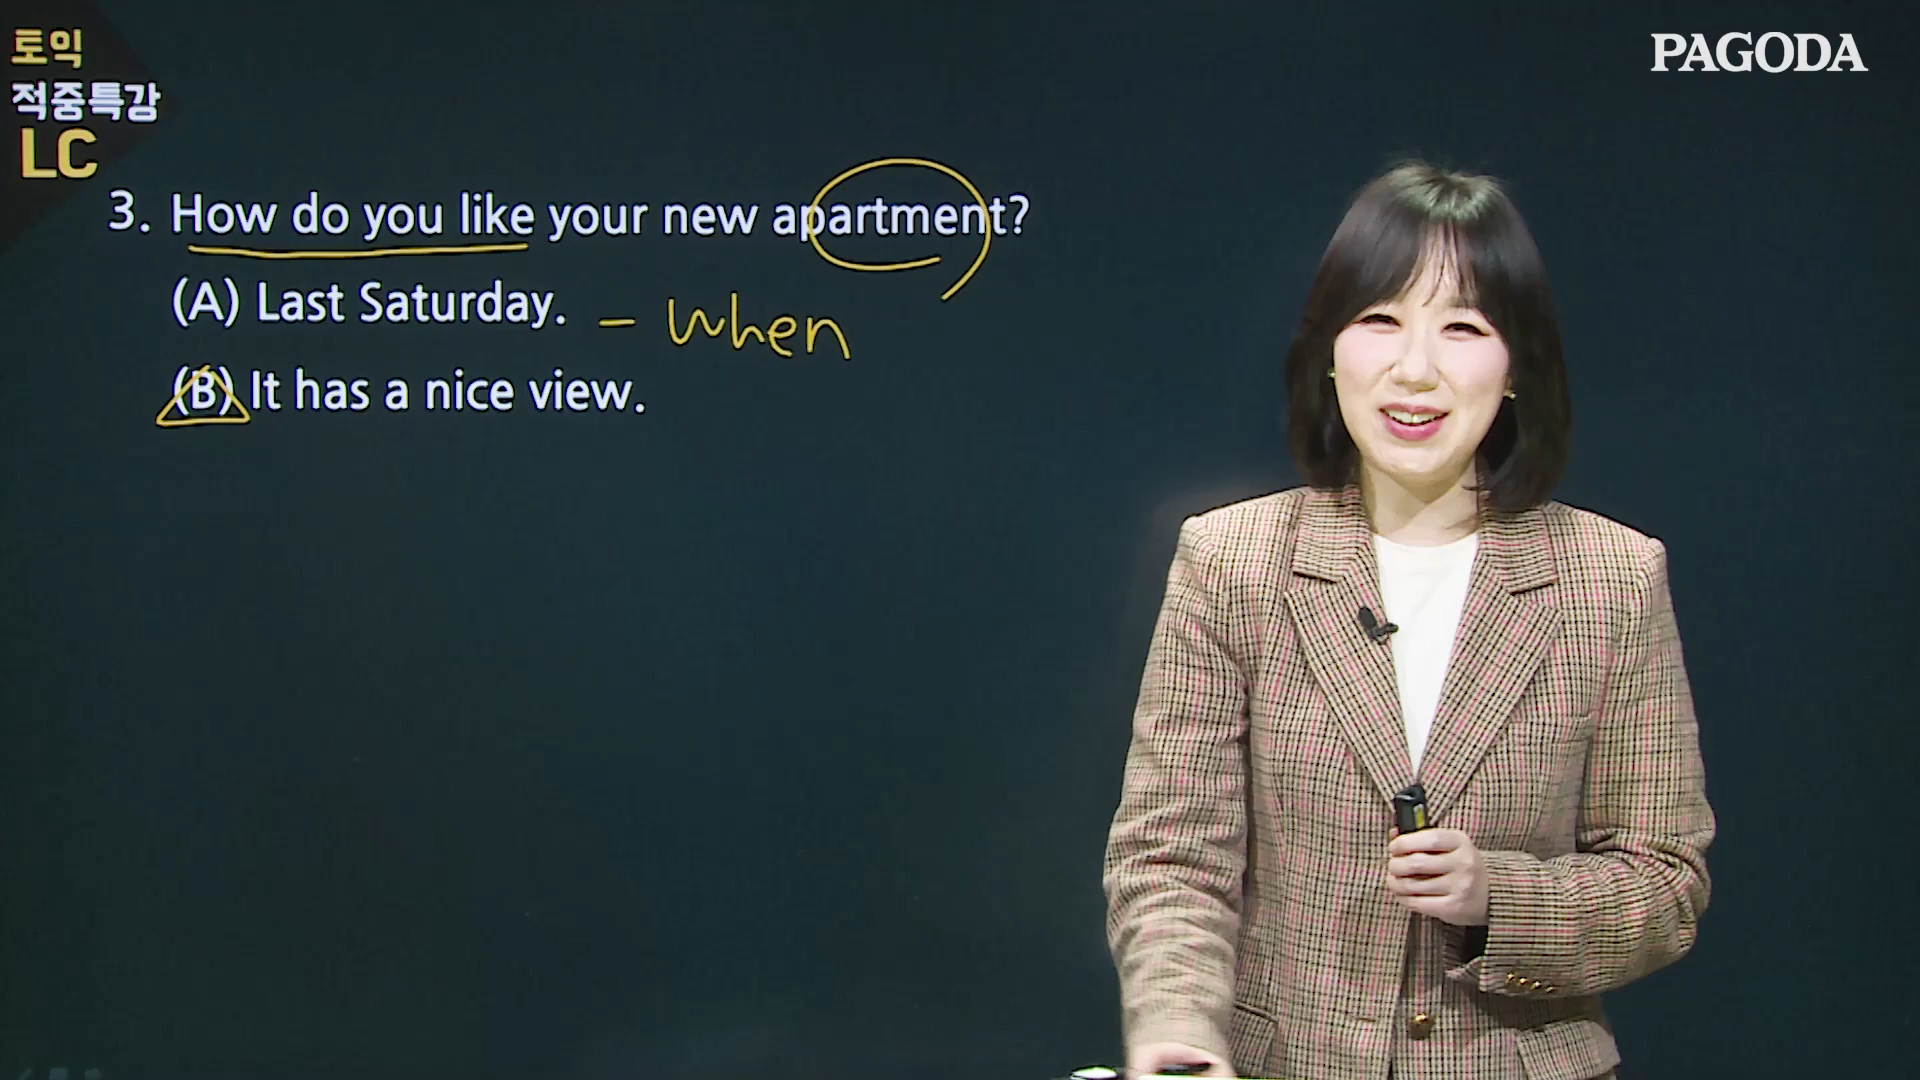 토익
적중특강
LC
PAGODA
3. How do you like your new apartment?
(A) Last Saturday. – when
(B) It has a nice view.